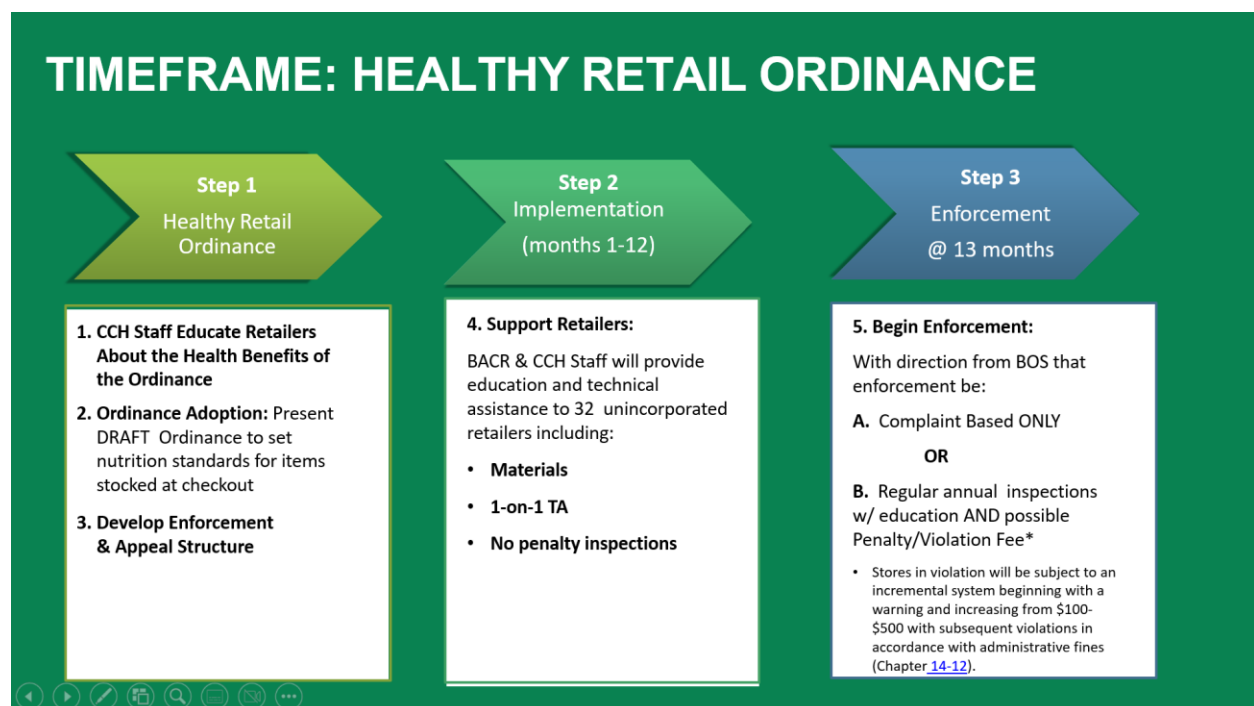 TIMEFRAME: HEALTHY RETAIL ORDINANCE
Step 1
Healthy Retail
Ordinance
1. CCH Staff Educate Retailers
About the Health Benefits of
the Ordinance
2. Ordinance Adoption: Present
DRAFT Ordinance to set
nutrition standards for items
stocked at checkout
3. Develop Enforcement
& Appeal Structure
Step 2
Implementation
(months 1-12)
4. Support Retailers:
BACR & CCH Staff will provide
education and technical
assistance to 32 unincorporated
retailers including:
• Materials
• 1-on-1 TA
• No penalty inspections
Step 3
Enforcement
@ 13 months
5. Begin Enforcement:
With direction from BOS that
enforcement be:
A. Complaint Based ONLY
OR
B. Regular annual inspections
w/ education AND possible
Penalty/Violation Fee*
• Stores in violation will be subject to an
incremental system beginning with a
warning and increasing from $100-
$500 with subsequent violations in
accordance with administrative fines
(Chapter 14-12).